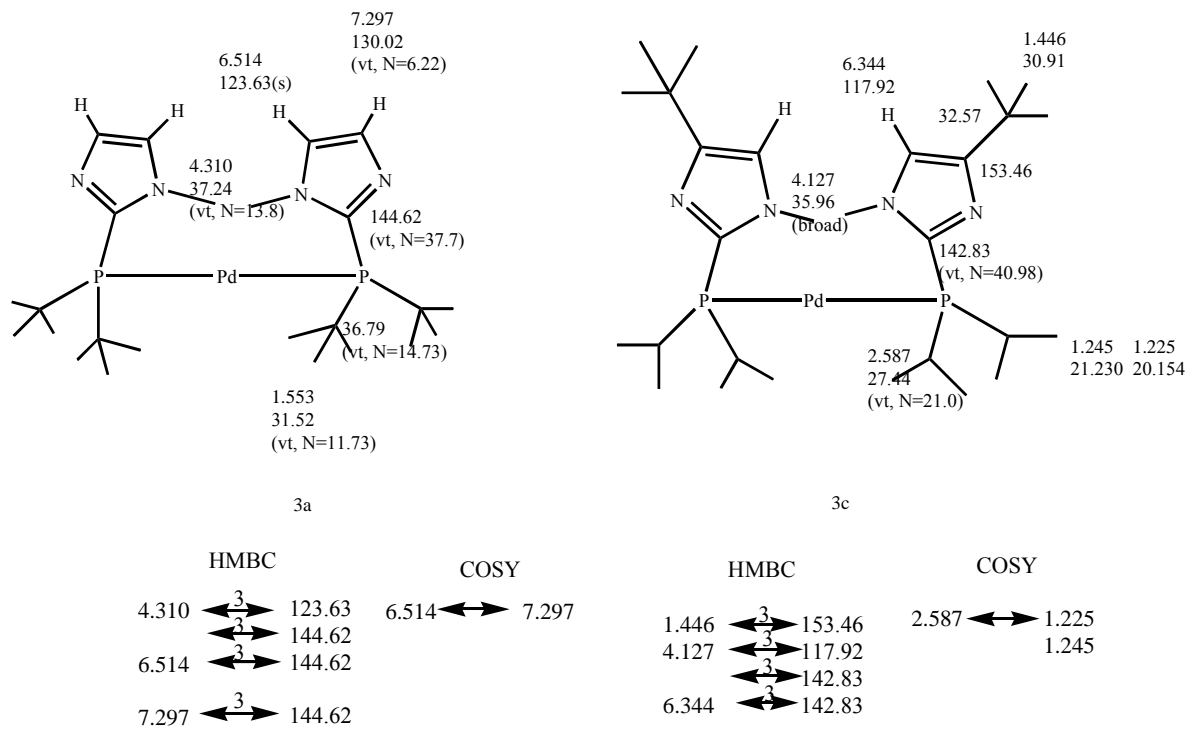 7.297
130.02
(vt, N=6.22)
6.514
123.63(s)
H
H
H
H
4.310
37.24
(vt, N=13.8)
N
N
N
N
144.62
(vt, N=37.7)
P
Pd
P
36.79
(vt, N=14.73)
1.553
31.52
(vt, N=11.73)
3a
1.446
30.91
6.344
117.92
H
H
32.57
153.46
4.127
35.96
(broad)
N
N
N
N
142.83
(vt, N=40.98)
P
Pd
P
2.587
27.44
(vt, N=21.0)
1.245 1.225
21.230 20.154
3c
HMBC
4.310 3 123.63
3 144.62
6.514 3 144.62
7.297 3 144.62
COSY
6.514 7.297
HMBC
1.446 3 153.46
4.127 3 117.92
3 142.83
6.344 3 142.83
COSY
2.587 1.225
1.245